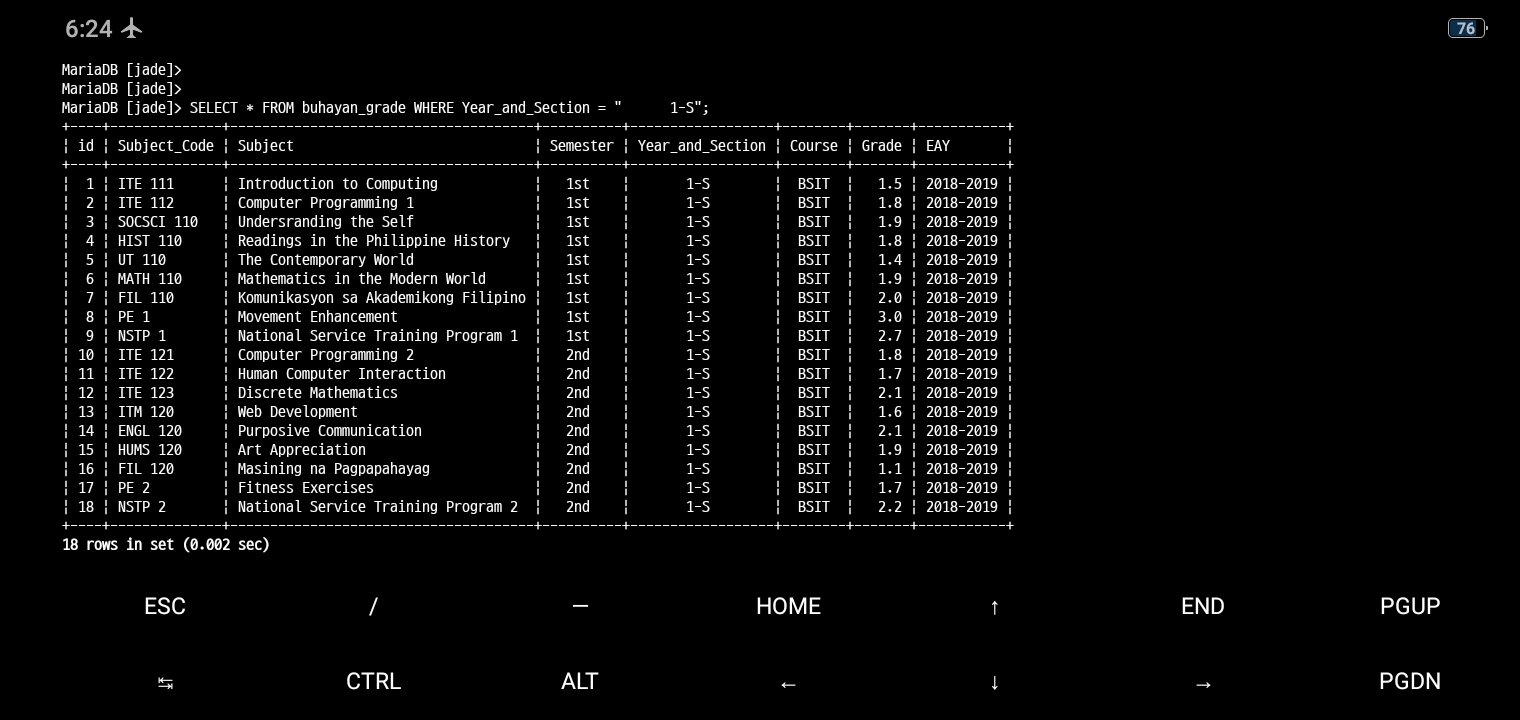 6:24 76
MariaDB [jade]>
MariaDB [jade]>
MariaDB [jade]> SELECT * FROM buhayan_grade WHERE Year_and_Section = "      1-S";
+----+--------------+--------------------------------------+----------+------------------+--------+-------+-----------+
¦ id ¦ Subject_Code ¦ Subject                              ¦ Semester ¦ Year_and_Section ¦ Course ¦ Grade ¦ EAY       ¦
+----+--------------+--------------------------------------+----------+------------------+--------+-------+-----------+
¦  1 ¦ ITE 111      ¦ Introduction to Computing            ¦   1st    ¦       1-S        ¦  BSIT  ¦   1.5 ¦ 2018-2019 ¦
¦  2 ¦ ITE 112      ¦ Computer Programming 1               ¦   1st    ¦       1-S        ¦  BSIT  ¦   1.8 ¦ 2018-2019 ¦
¦  3 ¦ SOCSCI 110   ¦ Undersranding the Self               ¦   1st    ¦       1-S        ¦  BSIT  ¦   1.9 ¦ 2018-2019 ¦
¦  4 ¦ HIST 110     ¦ Readings in the Philippine History   ¦   1st    ¦       1-S        ¦  BSIT  ¦   1.8 ¦ 2018-2019 ¦
¦  5 ¦ UT 110       ¦ The Contemporary World               ¦   1st    ¦       1-S        ¦  BSIT  ¦   1.4 ¦ 2018-2019 ¦
¦  6 ¦ MATH 110     ¦ Mathematics in the Modern World      ¦   1st    ¦       1-S        ¦  BSIT  ¦   1.9 ¦ 2018-2019 ¦
¦  7 ¦ FIL 110      ¦ Komunikasyon sa Akademikong Filipino ¦   1st    ¦       1-S        ¦  BSIT  ¦   2.0 ¦ 2018-2019 ¦
¦  8 ¦ PE 1         ¦ Movement Enhancement                 ¦   1st    ¦       1-S        ¦  BSIT  ¦   3.0 ¦ 2018-2019 ¦
¦  9 ¦ NSTP 1       ¦ National Service Training Program 1  ¦   1st    ¦       1-S        ¦  BSIT  ¦   2.7 ¦ 2018-2019 ¦
¦ 10 ¦ ITE 121      ¦ Computer Programming 2               ¦   2nd    ¦       1-S        ¦  BSIT  ¦   1.8 ¦ 2018-2019 ¦
¦ 11 ¦ ITE 122      ¦ Human Computer Interaction           ¦   2nd    ¦       1-S        ¦  BSIT  ¦   1.7 ¦ 2018-2019 ¦
¦ 12 ¦ ITE 123      ¦ Discrete Mathematics                 ¦   2nd    ¦       1-S        ¦  BSIT  ¦   2.1 ¦ 2018-2019 ¦
¦ 13 ¦ ITM 120      ¦ Web Development                      ¦   2nd    ¦       1-S        ¦  BSIT  ¦   1.6 ¦ 2018-2019 ¦
¦ 14 ¦ ENGL 120     ¦ Purposive Communication              ¦   2nd    ¦       1-S        ¦  BSIT  ¦   2.1 ¦ 2018-2019 ¦
¦ 15 ¦ HUMS 120     ¦ Art Appreciation                     ¦   2nd    ¦       1-S        ¦  BSIT  ¦   1.9 ¦ 2018-2019 ¦
¦ 16 ¦ FIL 120      ¦ Masining na Pagpapahayag             ¦   2nd    ¦       1-S        ¦  BSIT  ¦   1.1 ¦ 2018-2019 ¦
¦ 17 ¦ PE 2         ¦ Fitness Exercises                    ¦   2nd    ¦       1-S        ¦  BSIT  ¦   1.7 ¦ 2018-2019 ¦
¦ 18 ¦ NSTP 2       ¦ National Service Training Program 2  ¦   2nd    ¦       1-S        ¦  BSIT  ¦   2.2 ¦ 2018-2019 ¦
+----+--------------+--------------------------------------+----------+------------------+--------+-------+-----------+
18 rows in set (0.002 sec)
ESC / — HOME ↑ END PGUP
↹ CTRL ALT ← ↓ → PGDN